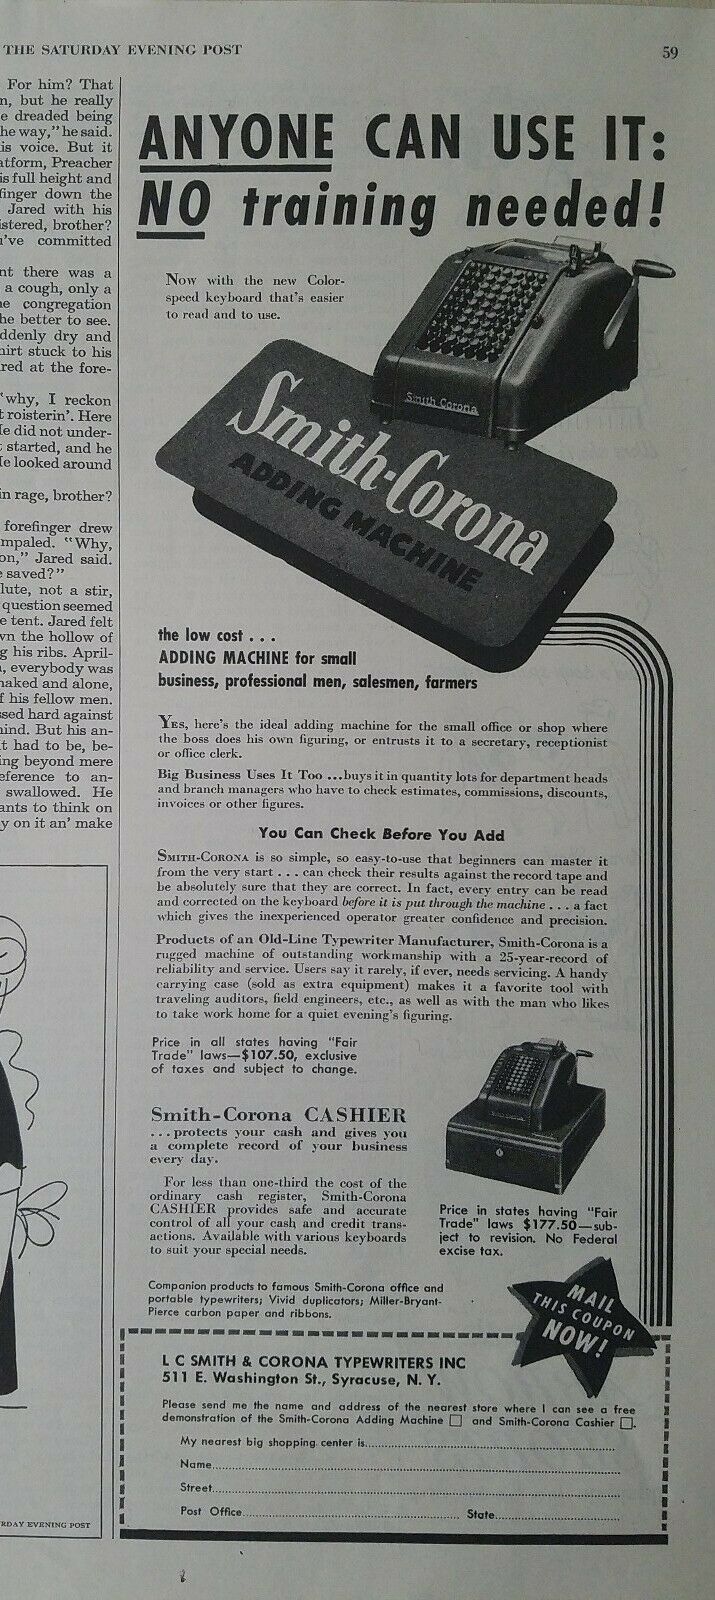 THE SATURDAY EVENING POST
59
For him? That
n, but he really
e dreaded being
he way," he said.
is voice. But it
atform, Preacher
is full height and
finger down the
Jared with his
istered, brother?
u've committed
nt there was a
a cough, only a
ne congregation
he better to see.
ddenly dry and
hirt stuck to his
red at the fore-
"why, I reckon
t roisterin'. Here
He did not under-
t started, and he
He looked around
in rage, brother?
forefinger drew
mpaled. "Why,
on," Jared said.
e saved?"
lute, not a stir,
question seemed
e tent. Jared felt
wn the hollow of
g his ribs. April-
n, everybody was
naked and alone,
f his fellow men.
ssed hard against
mind. But his an-
it had to be, be-
ing beyond mere
eference to an-
swallowed. He
ants to think on
y on it an' make
RDAY EVENING POST
ANYONE CAN USE IT:
NO training needed!
Now with the new Color-
speed keyboard that's easier
to read and to use.
Smith-Corona
Smith-Corona
ADDING MACHINE
the low cost . . .
ADDING MACHINE for small
business, professional men, salesmen, farmers
YES, here's the ideal adding machine for the small office or shop where
the boss does his own figuring, or entrusts it to a secretary, receptionist
or office clerk.
Big Business Uses It Too ...buys it in quantity lots for department heads
and branch managers who have to check estimates, commissions, discounts,
invoices or other figures.
You Can Check Before You Add
SMITH-CORONA is so simple, so easy-to-use that beginners can master it
from the very start . . . can check their results against the record tape and
be absolutely sure that they are correct. In fact, every entry can be read
and corrected on the keyboard before it is put through the machine . . . a fact
which gives the inexperienced operator greater confidence and precision.
Products of an Old-Line Typewriter Manufacturer, Smith-Corona is a
rugged machine of outstanding workmanship with a 25-year-record of
reliability and service. Users say it rarely, if ever, needs servicing. A handy
carrying case (sold as extra equipment) makes it a favorite tool with
traveling auditors, field engineers, etc., as well as with the man who likes
to take work home for a quiet evening's figuring.
Price in all states having "Fair
Trade" laws—$107.50, exclusive
of taxes and subject to change.
Smith-Corona CASHIER
...protects your cash and gives you
a complete record of your business
every day.
For less than one-third the cost of the
ordinary cash register, Smith-Corona
CASHIER provides safe and accurate
control of all your cash and credit trans-
actions. Available with various keyboards
to suit your special needs.
Price in states having "Fair
Trade" laws $177.50—sub-
ject to revision. No Federal
excise tax.
Companion products to famous Smith-Corona office and
portable typewriters; Vivid duplicators; Miller-Bryant-
Pierce carbon paper and ribbons.
MAIL
THIS COUPON
NOW!
L C SMITH & CORONA TYPEWRITERS INC
511 E. Washington St., Syracuse, N. Y.
Please send me the name and address of the nearest store where I can see a free
demonstration of the Smith-Corona Adding Machine ☐ and Smith-Corona Cashier ☐.
My nearest big shopping center is
Name
Street
Post Office State